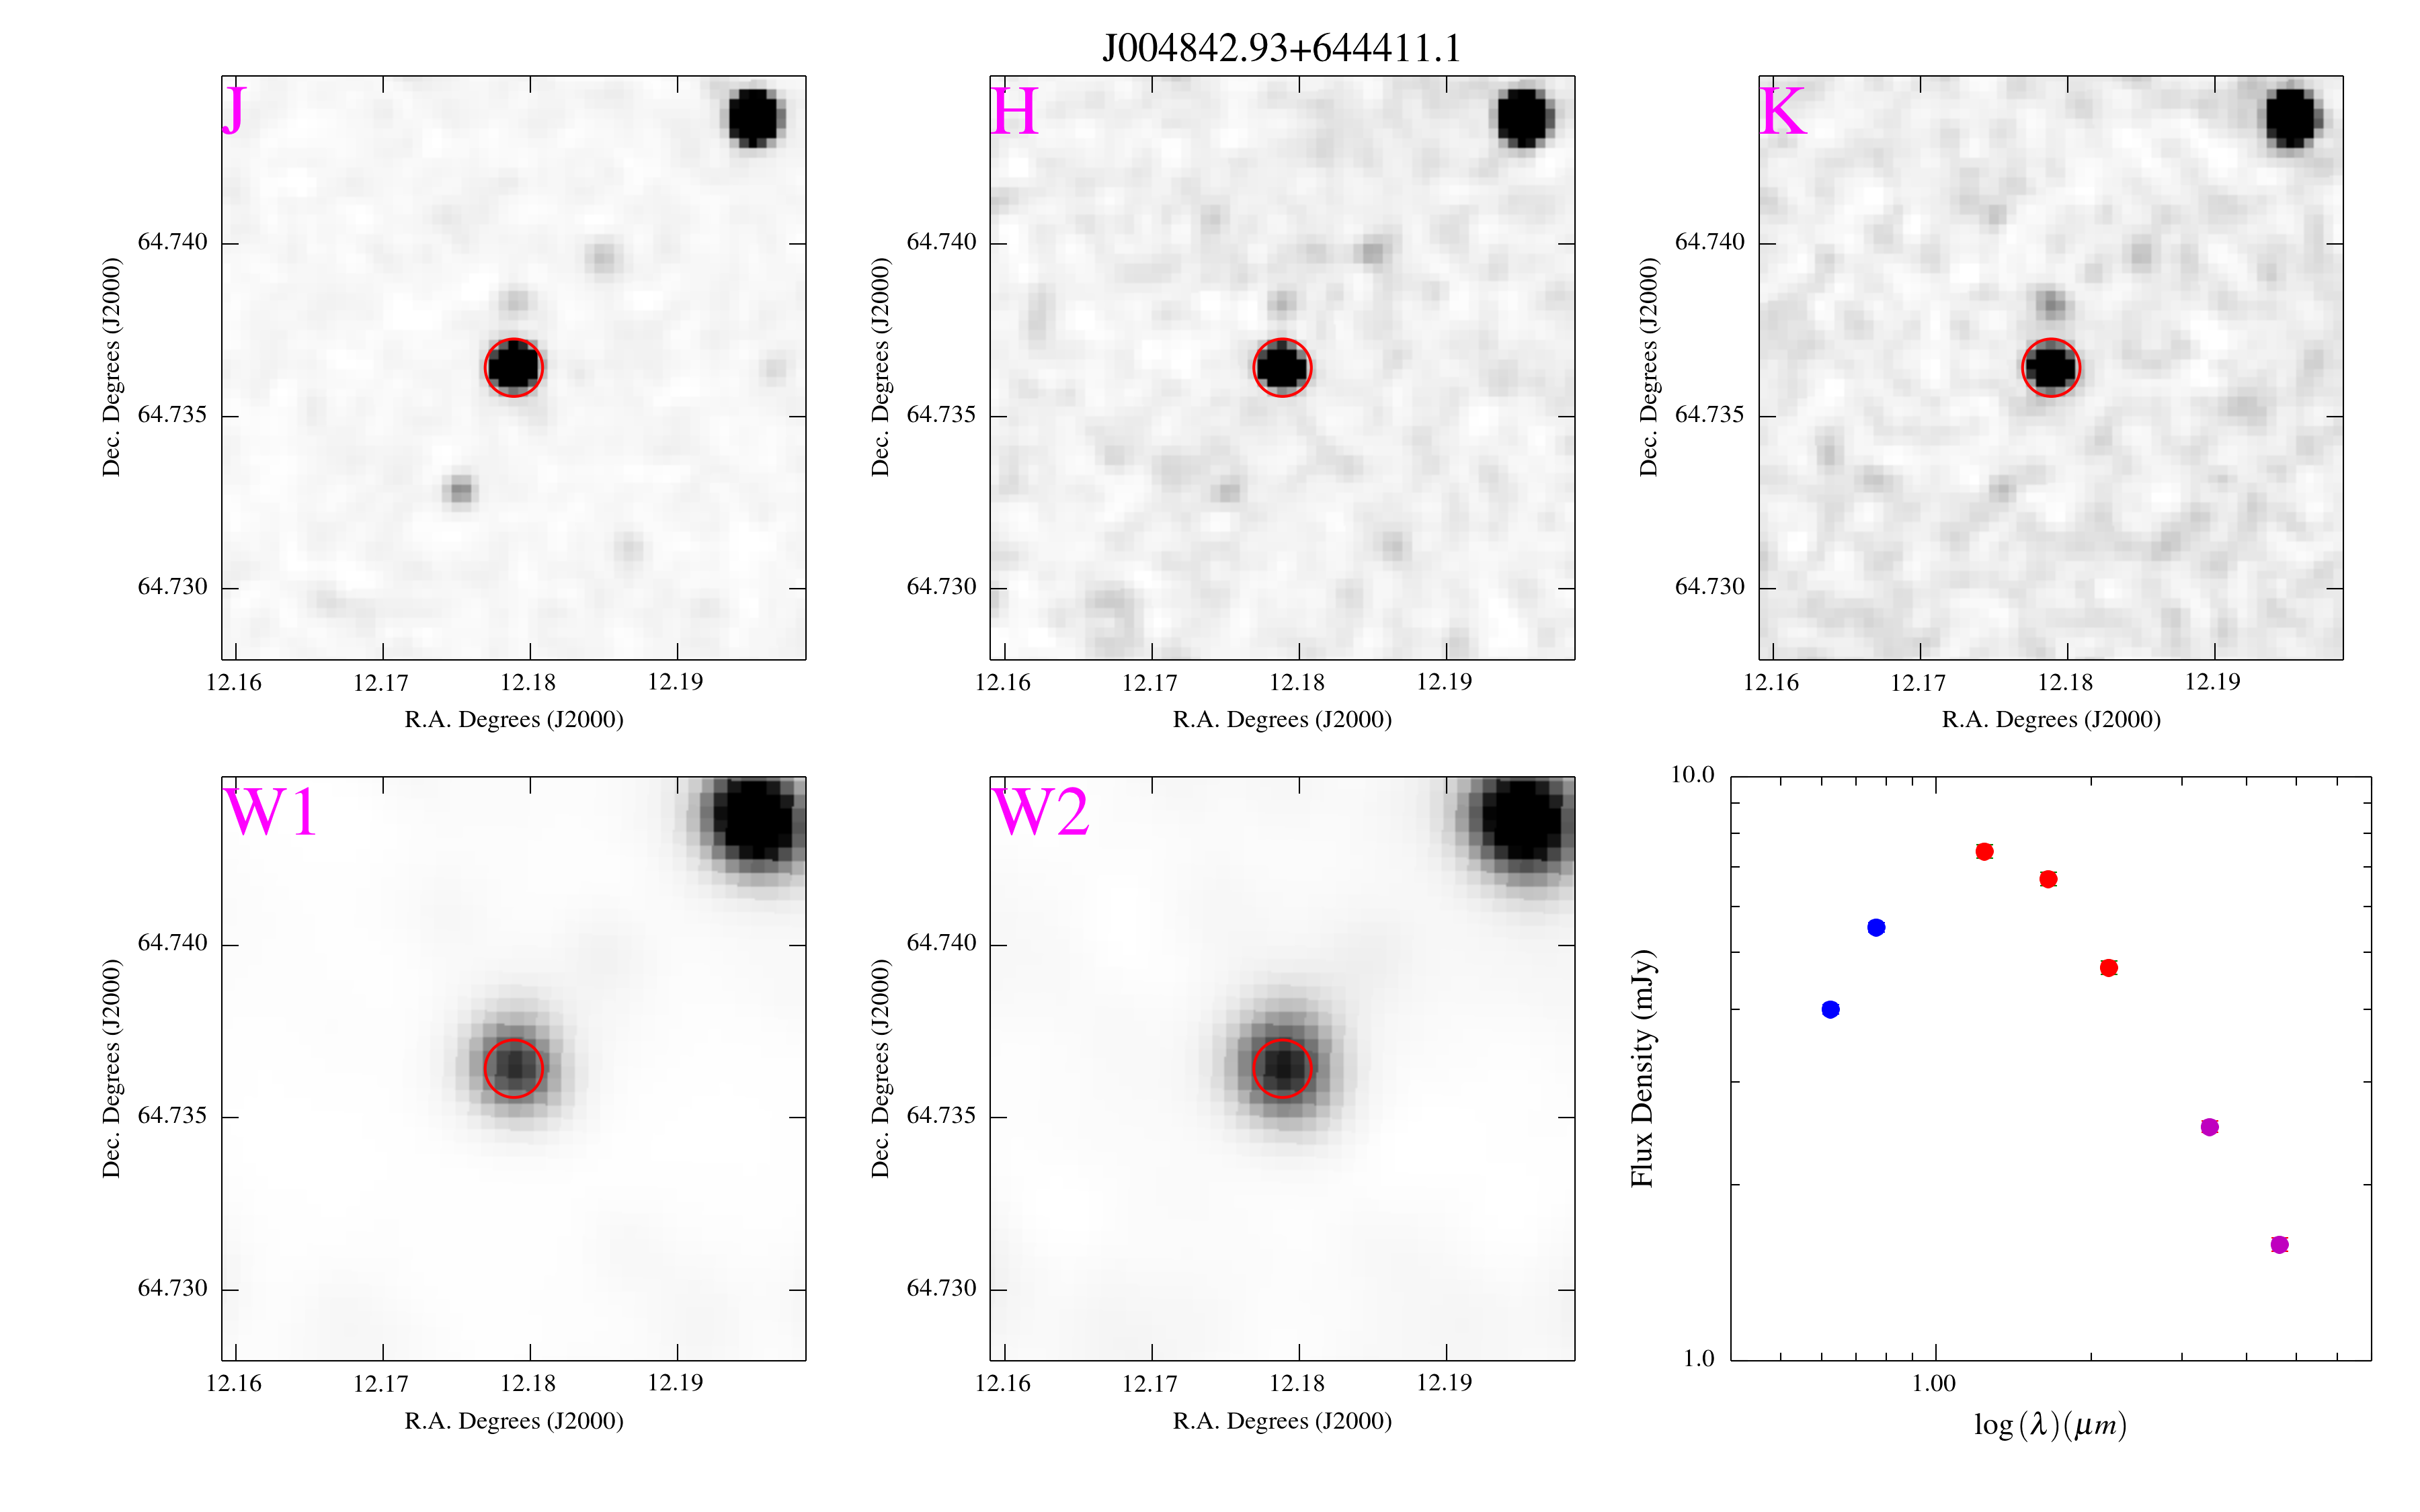 J004842.93+644411.1
J
H
K
Dec. Degrees (J2000)
64.740
64.735
64.730
12.16 12.17 12.18 12.19
R.A. Degrees (J2000)
Dec. Degrees (J2000)
64.740
64.735
64.730
12.16 12.17 12.18 12.19
R.A. Degrees (J2000)
Dec. Degrees (J2000)
64.740
64.735
64.730
12.16 12.17 12.18 12.19
R.A. Degrees (J2000)
W1
W2
Dec. Degrees (J2000)
64.740
64.735
64.730
12.16 12.17 12.18 12.19
R.A. Degrees (J2000)
Dec. Degrees (J2000)
64.740
64.735
64.730
12.16 12.17 12.18 12.19
R.A. Degrees (J2000)
Flux Density (mJy)
10.0
1.0
1.00
log(λ)(μm)